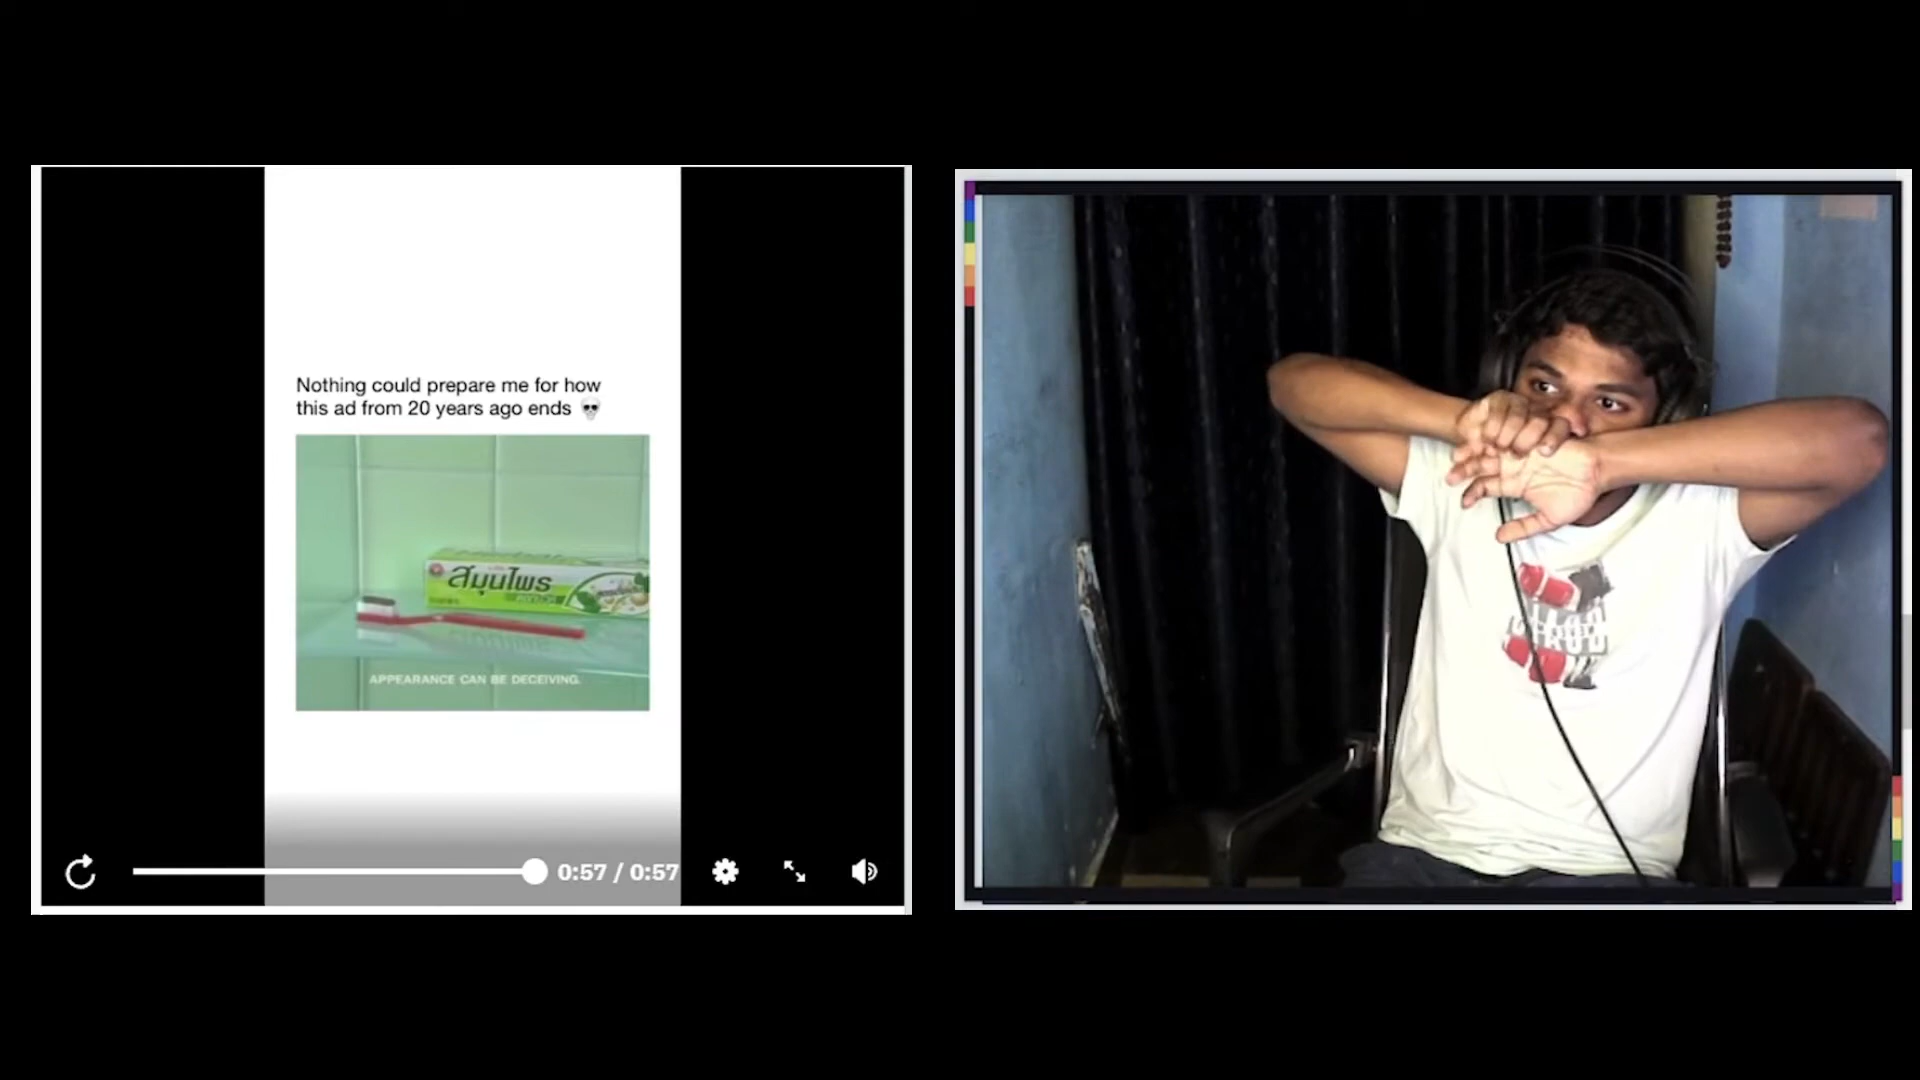 Nothing could prepare me for how
this ad from 20 years ago ends 💀
สมุนไพร
APPEARANCE CAN BE DECEIVING.
0:57 / 0:57